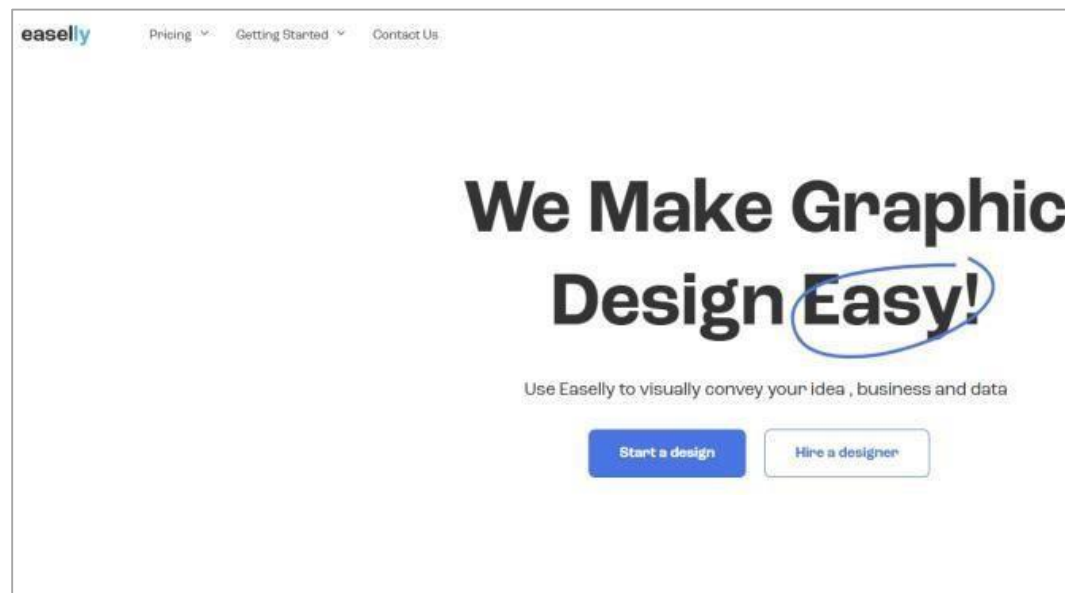 easelly Pricing Getting Started Contact Us
We Make Graphic
Design Easy!
Use Easelly to visually convey your idea , business and data
Start a design Hire a designer